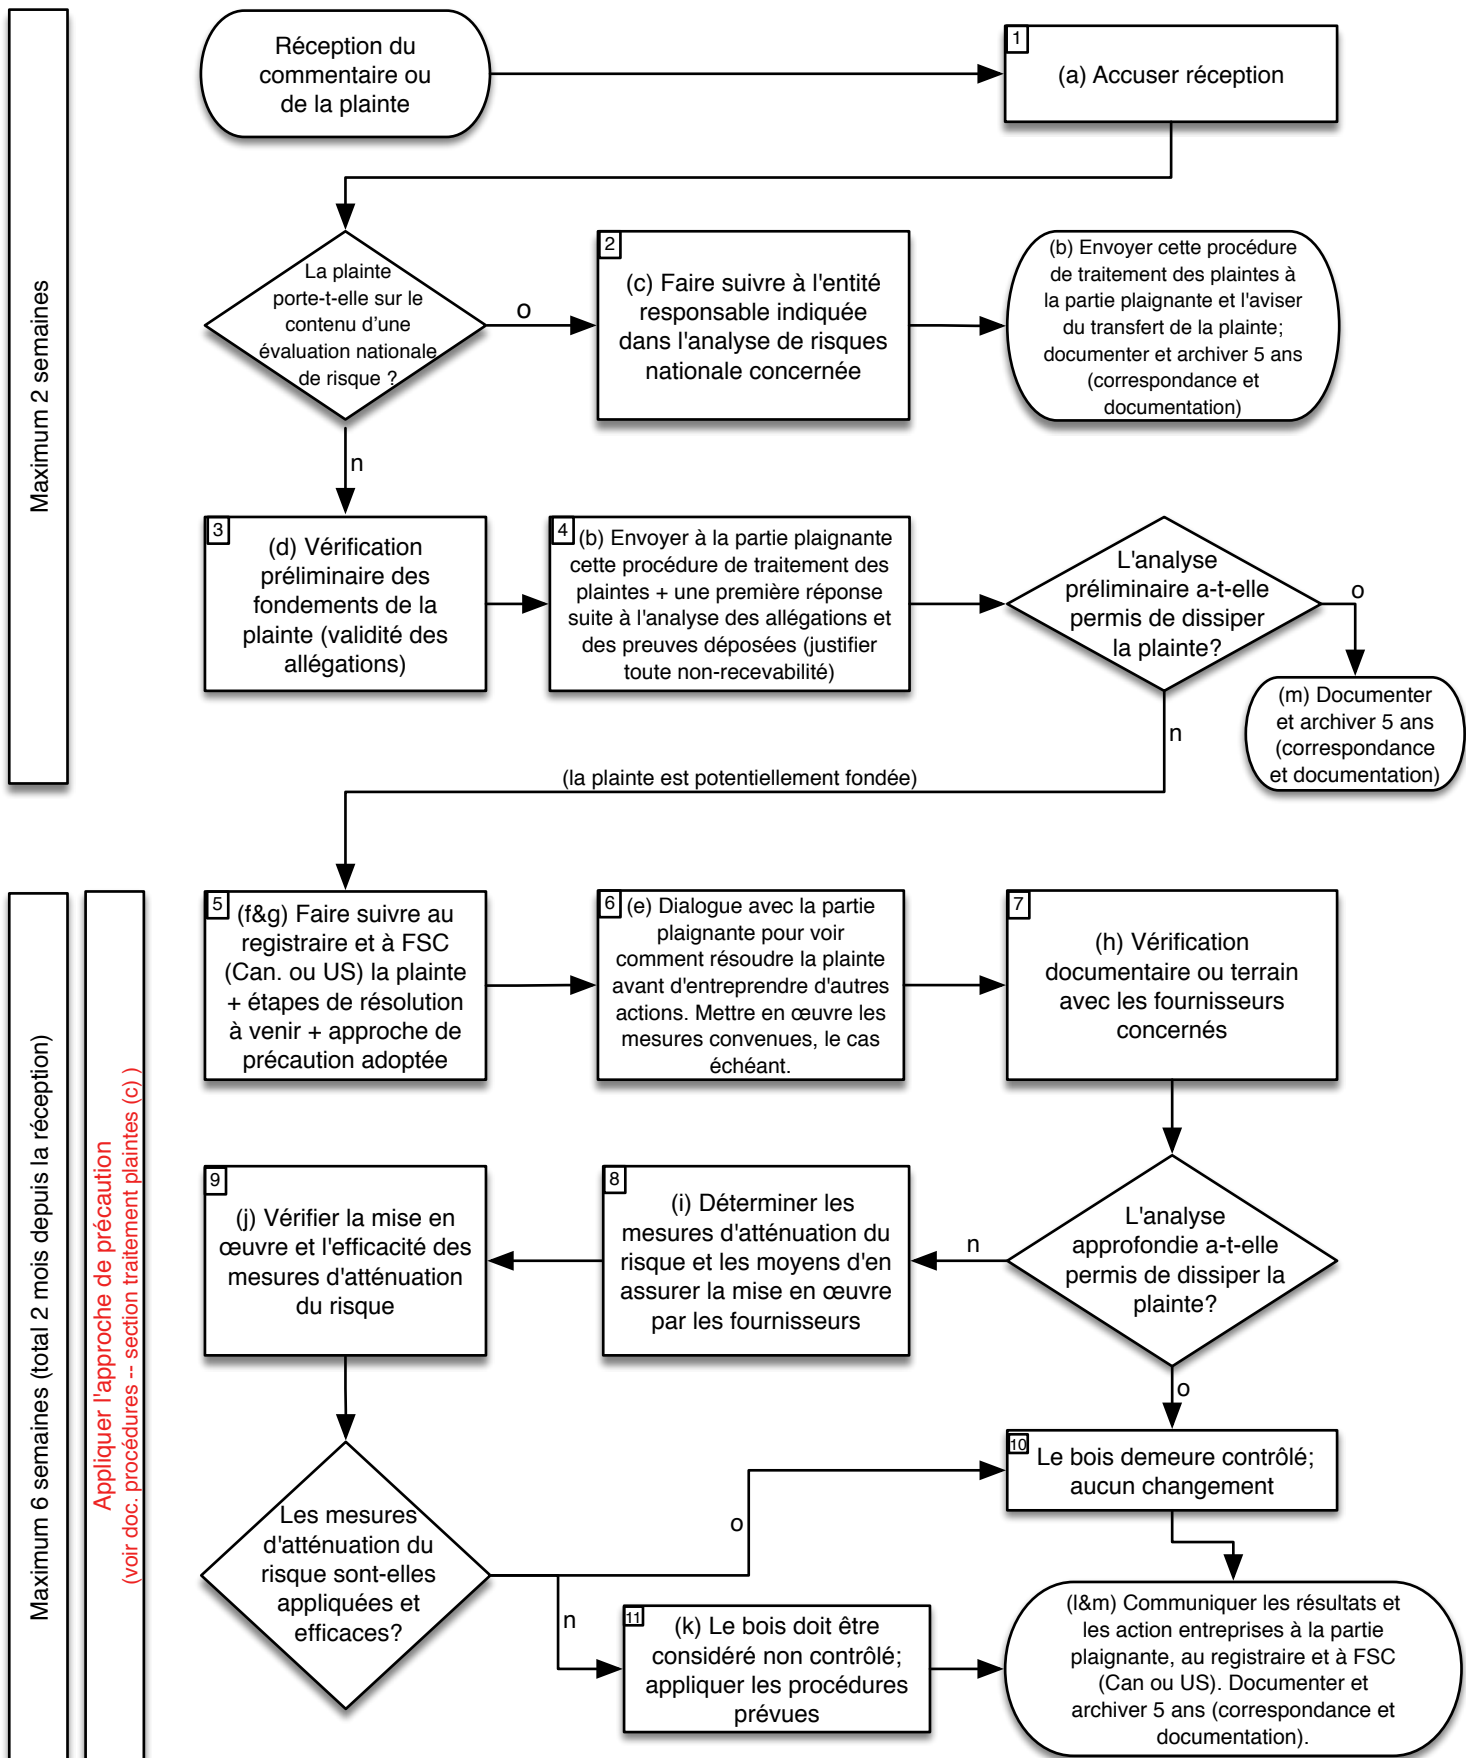 Réception du
commentaire ou
de la plainte
1
(a) Accuser réception
Maximum 2 semaines
La plainte
porte-t-elle sur le
contenu d'une
évaluation nationale
de risque ?
o
2
(c) Faire suivre à l'entité
responsable indiquée
dans l'analyse de risques
nationale concernée
(b) Envoyer cette procédure
de traitement des plaintes à
la partie plaignante et l'aviser
du transfert de la plainte;
documenter et archiver 5 ans
(correspondance et
documentation)
n
3
(d) Vérification
préliminaire des
fondements de la
plainte (validité des
allégations)
4
(b) Envoyer à la partie plaignante
cette procédure de traitement des
plaintes + une première réponse
suite à l'analyse des allégations et
des preuves déposées (justifier
toute non-recevabilité)
L'analyse
préliminaire a-t-elle
permis de dissiper
la plainte?
o
(m) Documenter
et archiver 5 ans
(correspondance
et documentation)
n
(la plainte est potentiellement fondée)
Maximum 6 semaines (total 2 mois depuis la réception)
Appliquer l'approche de précaution
(voir doc. procédures -- section traitement plaintes (c) )
5
(f&g) Faire suivre au
registraire et à FSC
(Can. ou US) la plainte
+ étapes de résolution
à venir + approche de
précaution adoptée
6
(e) Dialogue avec la partie
plaignante pour voir
comment résoudre la plainte
avant d'entreprendre d'autres
actions. Mettre en œuvre les
mesures convenues, le cas
échéant.
7
(h) Vérification
documentaire ou terrain
avec les fournisseurs
concernés
9
(j) Vérifier la mise en
œuvre et l'efficacité des
mesures d'atténuation
du risque
8
(i) Déterminer les
mesures d'atténuation du
risque et les moyens d'en
assurer la mise en œuvre
par les fournisseurs
n
L'analyse
approfondie a-t-elle
permis de dissiper la
plainte?
o
10
Le bois demeure contrôlé;
aucun changement
Les mesures
d'atténuation du
risque sont-elles
appliquées et
efficaces?
o
n
11
(k) Le bois doit être
considéré non contrôlé;
appliquer les procédures
prévues
(l&m) Communiquer les résultats et
les action entreprises à la partie
plaignante, au registraire et à FSC
(Can ou US). Documenter et
archiver 5 ans (correspondance et
documentation).